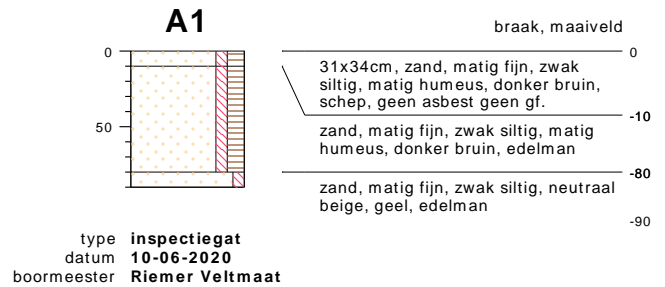 A1
braak, maaiveld
0
0
31x34cm, zand, matig fijn, zwak
siltig, matig humeus, donker bruin,
schep, geen asbest geen gf.
-10
50
zand, matig fijn, zwak siltig, matig
humeus, donker bruin, edelman
-80
zand, matig fijn, zwak siltig, neutraal
beige, geel, edelman
-90
type inspectiegat
datum 10-06-2020
boormeester Riemer Veltmaat